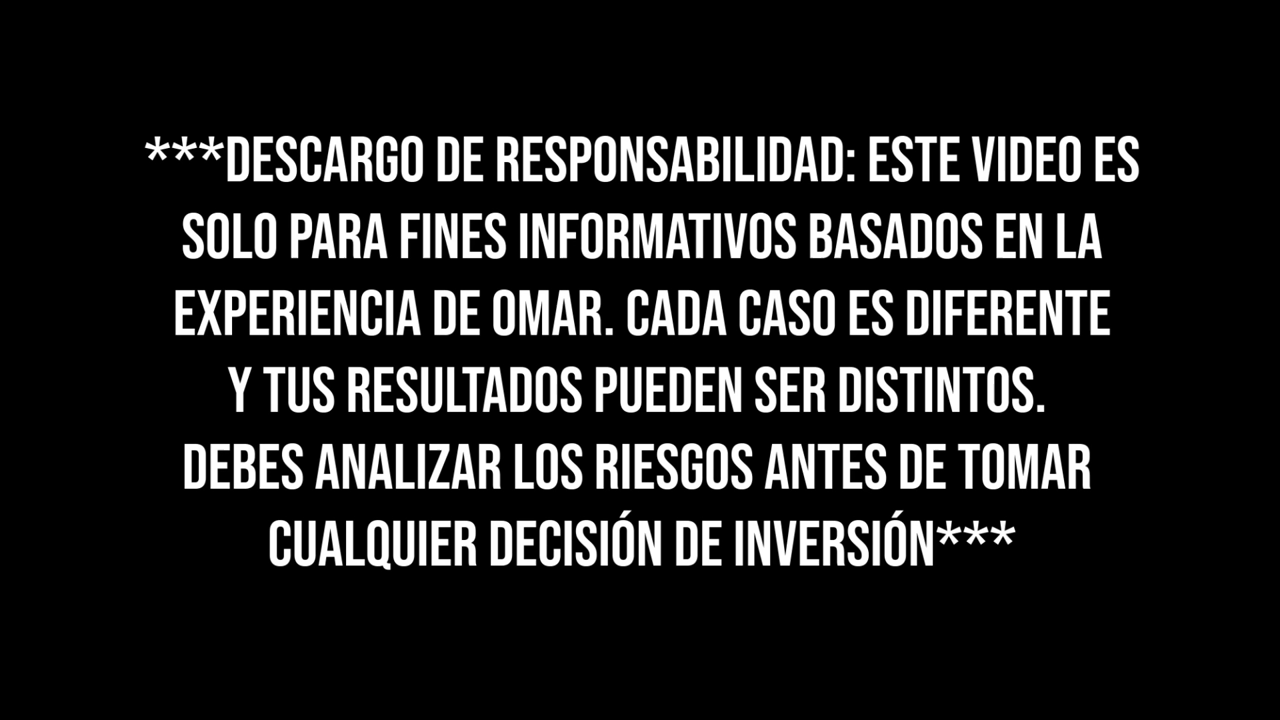 ***DESCARGO DE RESPONSABILIDAD: ESTE VIDEO ES
SOLO PARA FINES INFORMATIVOS BASADOS EN LA
EXPERIENCIA DE OMAR. CADA CASO ES DIFERENTE
Y TUS RESULTADOS PUEDEN SER DISTINTOS.
DEBES ANALIZAR LOS RIESGOS ANTES DE TOMAR
CUALQUIER DECISIÓN DE INVERSIÓN***